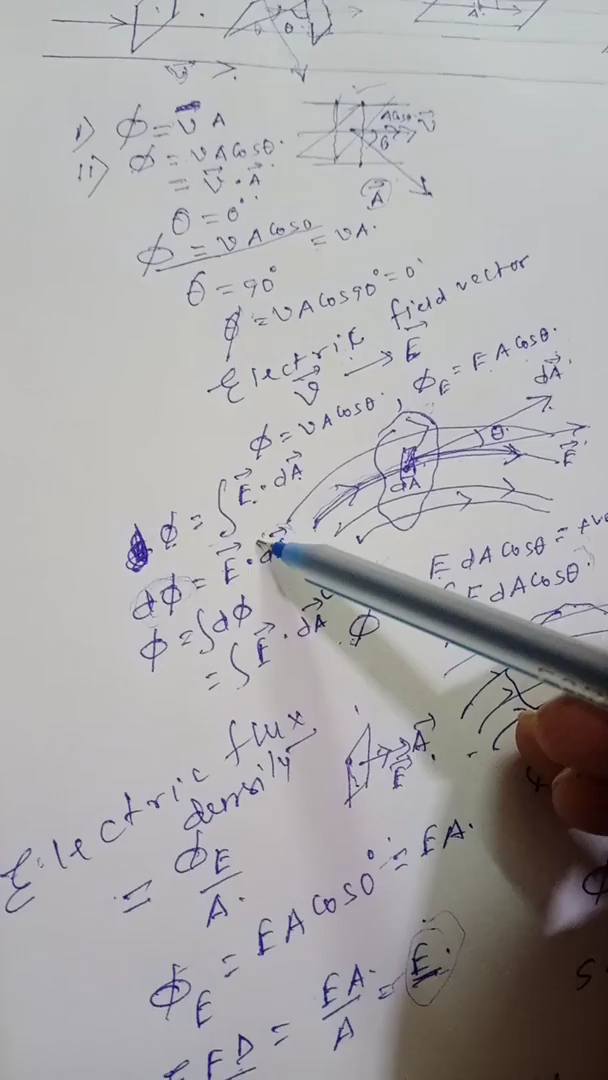 A
θ
v⃗
i) ϕ = v A
ii) ϕ = vA cosθ.
= v⃗ · A⃗
A cosθ
v⃗
θ
A⃗
θ = 0°
ϕ = vA cosθ = vA.
θ = 90°
ϕ = vA cos90° = 0
Electric field vector
v⃗ → E⃗
ϕ = vA cosθ, ϕE = EA cosθ.
dA⃗.
θ
E⃗
dA
ϕ = ∫E⃗ · dA⃗
dϕ = E⃗ · d
E dA cosθ =
E dA cosθ
ϕ = ∫dϕ
= ∫E⃗ · dA⃗ ϕ
Electric flux
density
A⃗
E⃗
= ϕE/A.
ϕE = EA cos0° = EA.
EFD = EA/A = E.